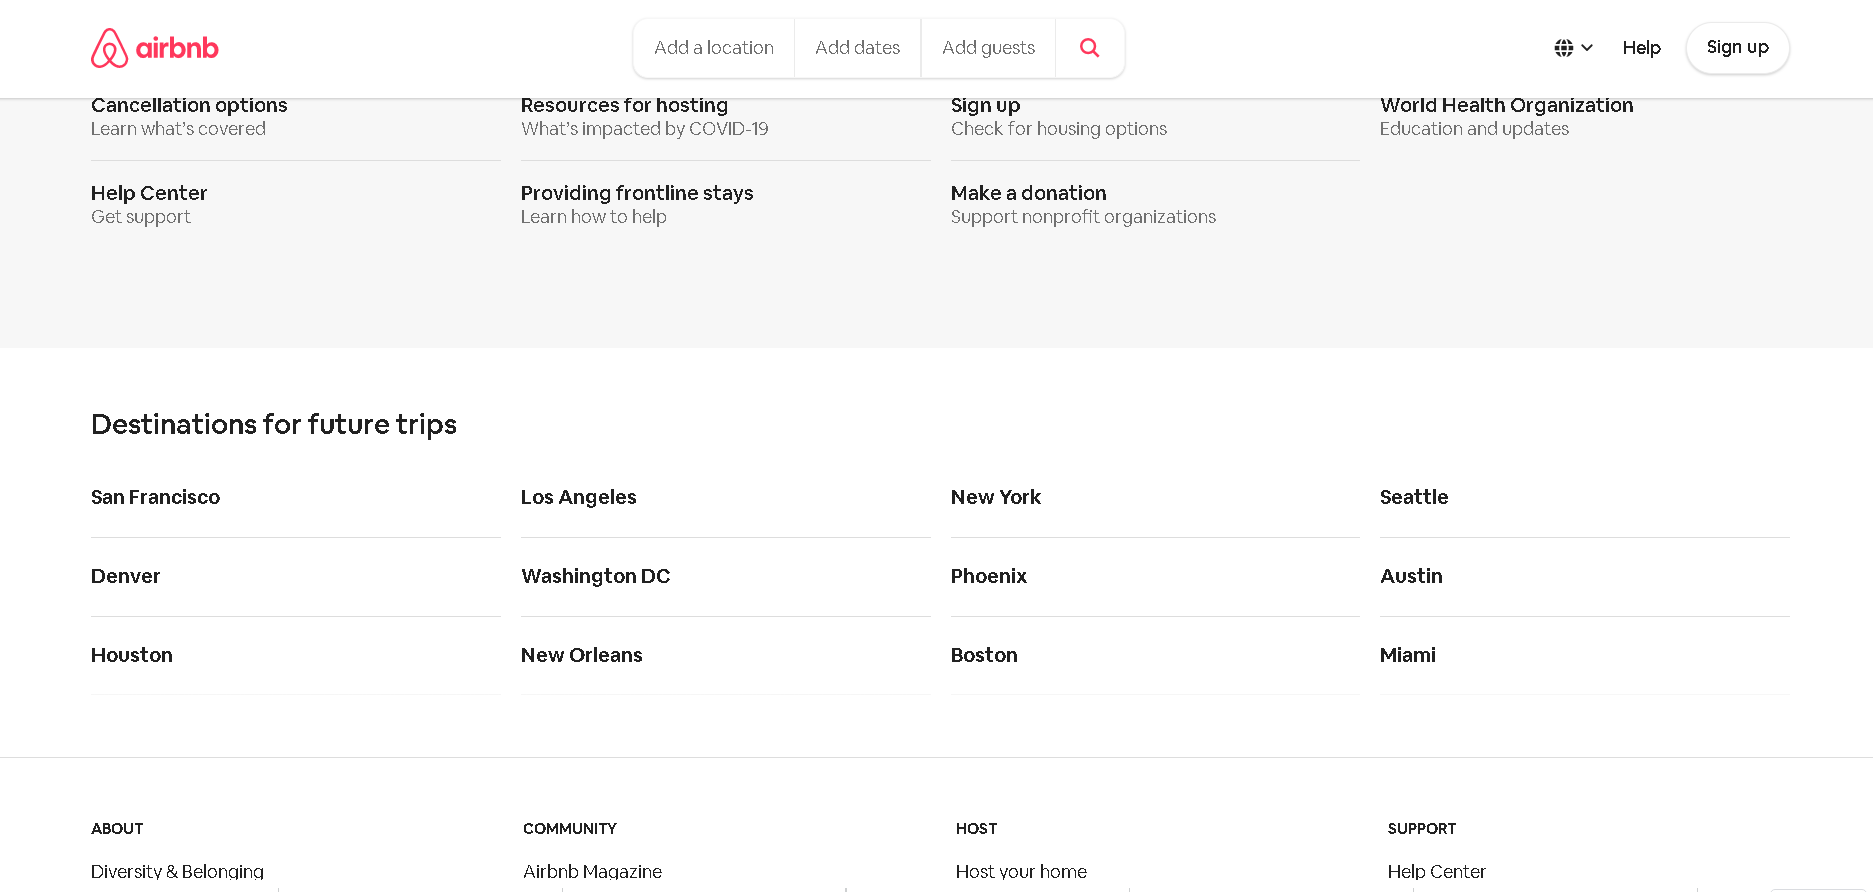 airbnb
Add a location
Add dates
Add guests
Help
Sign up
Cancellation options
Learn what's covered
Resources for hosting
What's impacted by COVID-19
Sign up
Check for housing options
World Health Organization
Education and updates
Help Center
Get support
Providing frontline stays
Learn how to help
Make a donation
Support nonprofit organizations
Destinations for future trips
San Francisco
Los Angeles
New York
Seattle
Denver
Washington DC
Phoenix
Austin
Houston
New Orleans
Boston
Miami
ABOUT
COMMUNITY
HOST
SUPPORT
Diversity & Belonging
Airbnb Magazine
Host your home
Help Center